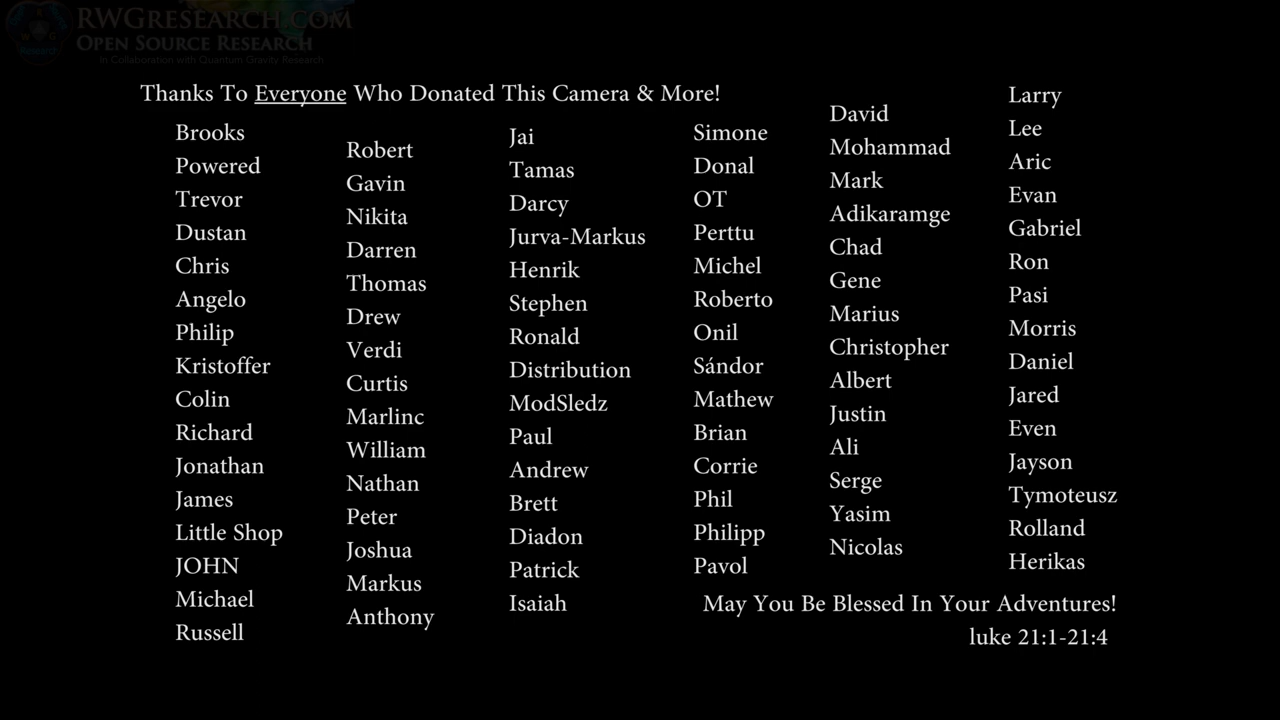 RWGRESEARCH.COM
OPEN SOURCE RESEARCH
In Collaboration with Quantum Gravity Research
Thanks To Everyone Who Donated This Camera & More!
Brooks
Powered
Trevor
Dustan
Chris
Angelo
Philip
Kristoffer
Colin
Richard
Jonathan
James
Little Shop
JOHN
Michael
Russell
Robert
Gavin
Nikita
Darren
Thomas
Drew
Verdi
Curtis
Marlinc
William
Nathan
Peter
Joshua
Markus
Anthony
Jai
Tamas
Darcy
Jurva-Markus
Henrik
Stephen
Ronald
Distribution
ModSledz
Paul
Andrew
Brett
Diadon
Patrick
Isaiah
Simone
Donal
OT
Perttu
Michel
Roberto
Onil
Sándor
Mathew
Brian
Corrie
Phil
Philipp
Pavol
David
Mohammad
Mark
Adikaramge
Chad
Gene
Marius
Christopher
Albert
Justin
Ali
Serge
Yasim
Nicolas
Larry
Lee
Aric
Evan
Gabriel
Ron
Pasi
Morris
Daniel
Jared
Even
Jayson
Tymoteusz
Rolland
Herikas
May You Be Blessed In Your Adventures!
luke 21:1-21:4